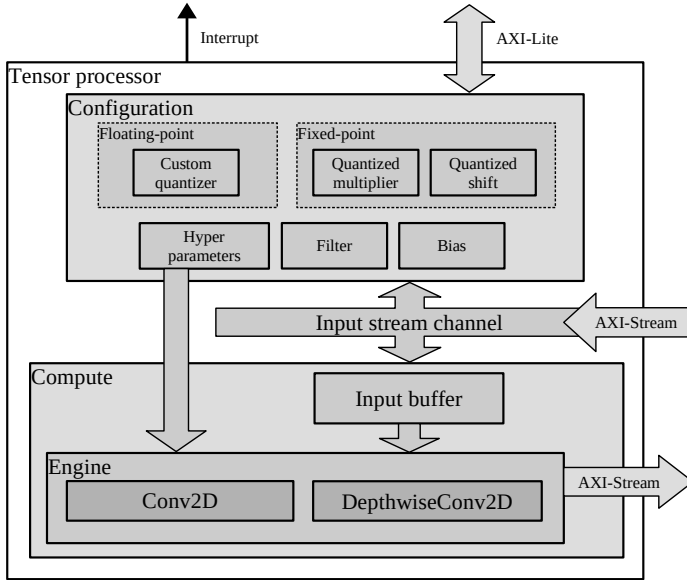 Interrupt
AXI-Lite
Tensor processor
Configuration
Floating-point
Fixed-point
Custom
quantizer
Quantized
multiplier
Quantized
shift
Hyper
parameters
Filter
Bias
Input stream channel
AXI-Stream
Compute
Input buffer
Engine
Conv2D
DepthwiseConv2D
AXI-Stream